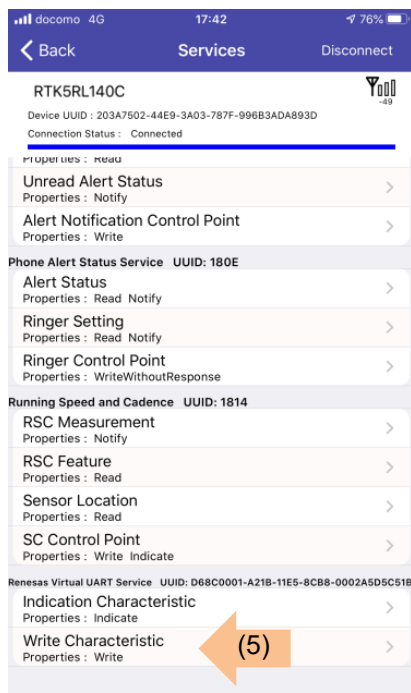 docomo 4G 17:42 76%
Back Services Disconnect
RTK5RL140C
-49
Device UUID : 203A7502-44E9-3A03-787F-996B3ADA893D
Connection Status : Connected
Properties : Read
Unread Alert Status
Properties : Notify
Alert Notification Control Point
Properties : Write
Phone Alert Status Service UUID: 180E
Alert Status
Properties : Read Notify
Ringer Setting
Properties : Read Notify
Ringer Control Point
Properties : WriteWithoutResponse
Running Speed and Cadence UUID: 1814
RSC Measurement
Properties : Notify
RSC Feature
Properties : Read
Sensor Location
Properties : Read
SC Control Point
Properties : Write Indicate
Renesas Virtual UART Service UUID: D68C0001-A21B-11E5-8CB8-0002A5D5C51B
Indication Characteristic
Properties : Indicate
Write Characteristic
Properties : Write
(5)